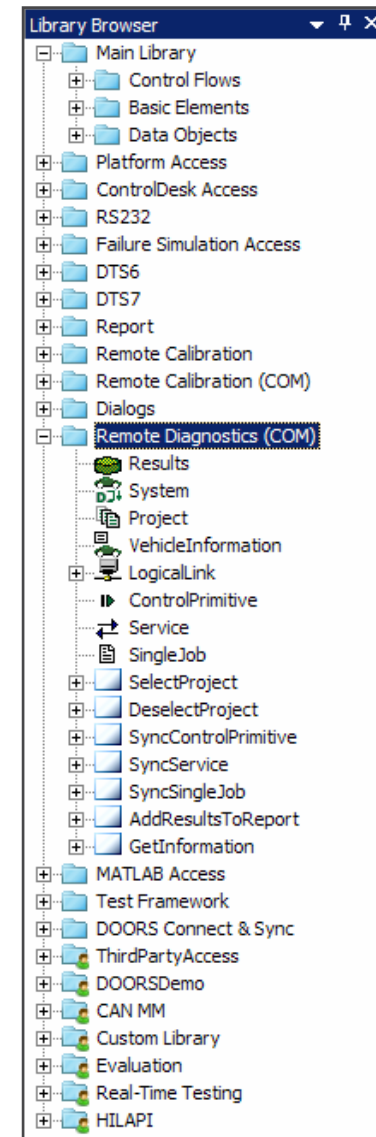 Library Browser
Main Library
Control Flows
Basic Elements
Data Objects
Platform Access
ControlDesk Access
RS232
Failure Simulation Access
DTS6
DTS7
Report
Remote Calibration
Remote Calibration (COM)
Dialogs
Remote Diagnostics (COM)
Results
System
Project
VehicleInformation
LogicalLink
ControlPrimitive
Service
SingleJob
SelectProject
DeselectProject
SyncControlPrimitive
SyncService
SyncSingleJob
AddResultsToReport
GetInformation
MATLAB Access
Test Framework
DOORS Connect & Sync
ThirdPartyAccess
DOORSDemo
CAN MM
Custom Library
Evaluation
Real-Time Testing
HILAPI